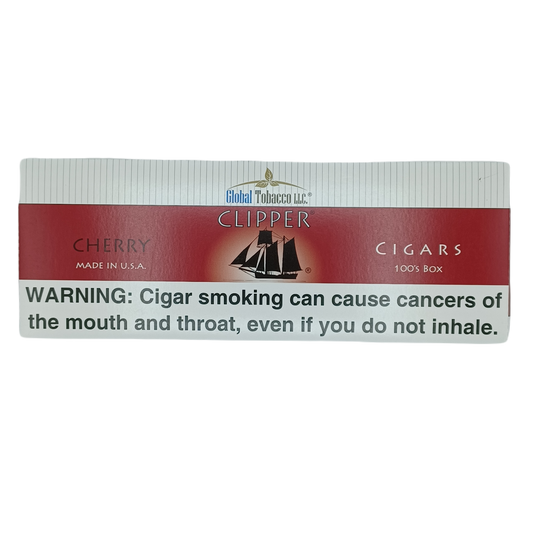 Global Tobacco LLC.®
CLIPPER™
CHERRY
MADE IN U.S.A.
®
CIGARS
100's BOX
WARNING: Cigar smoking can cause cancers of
the mouth and throat, even if you do not inhale.